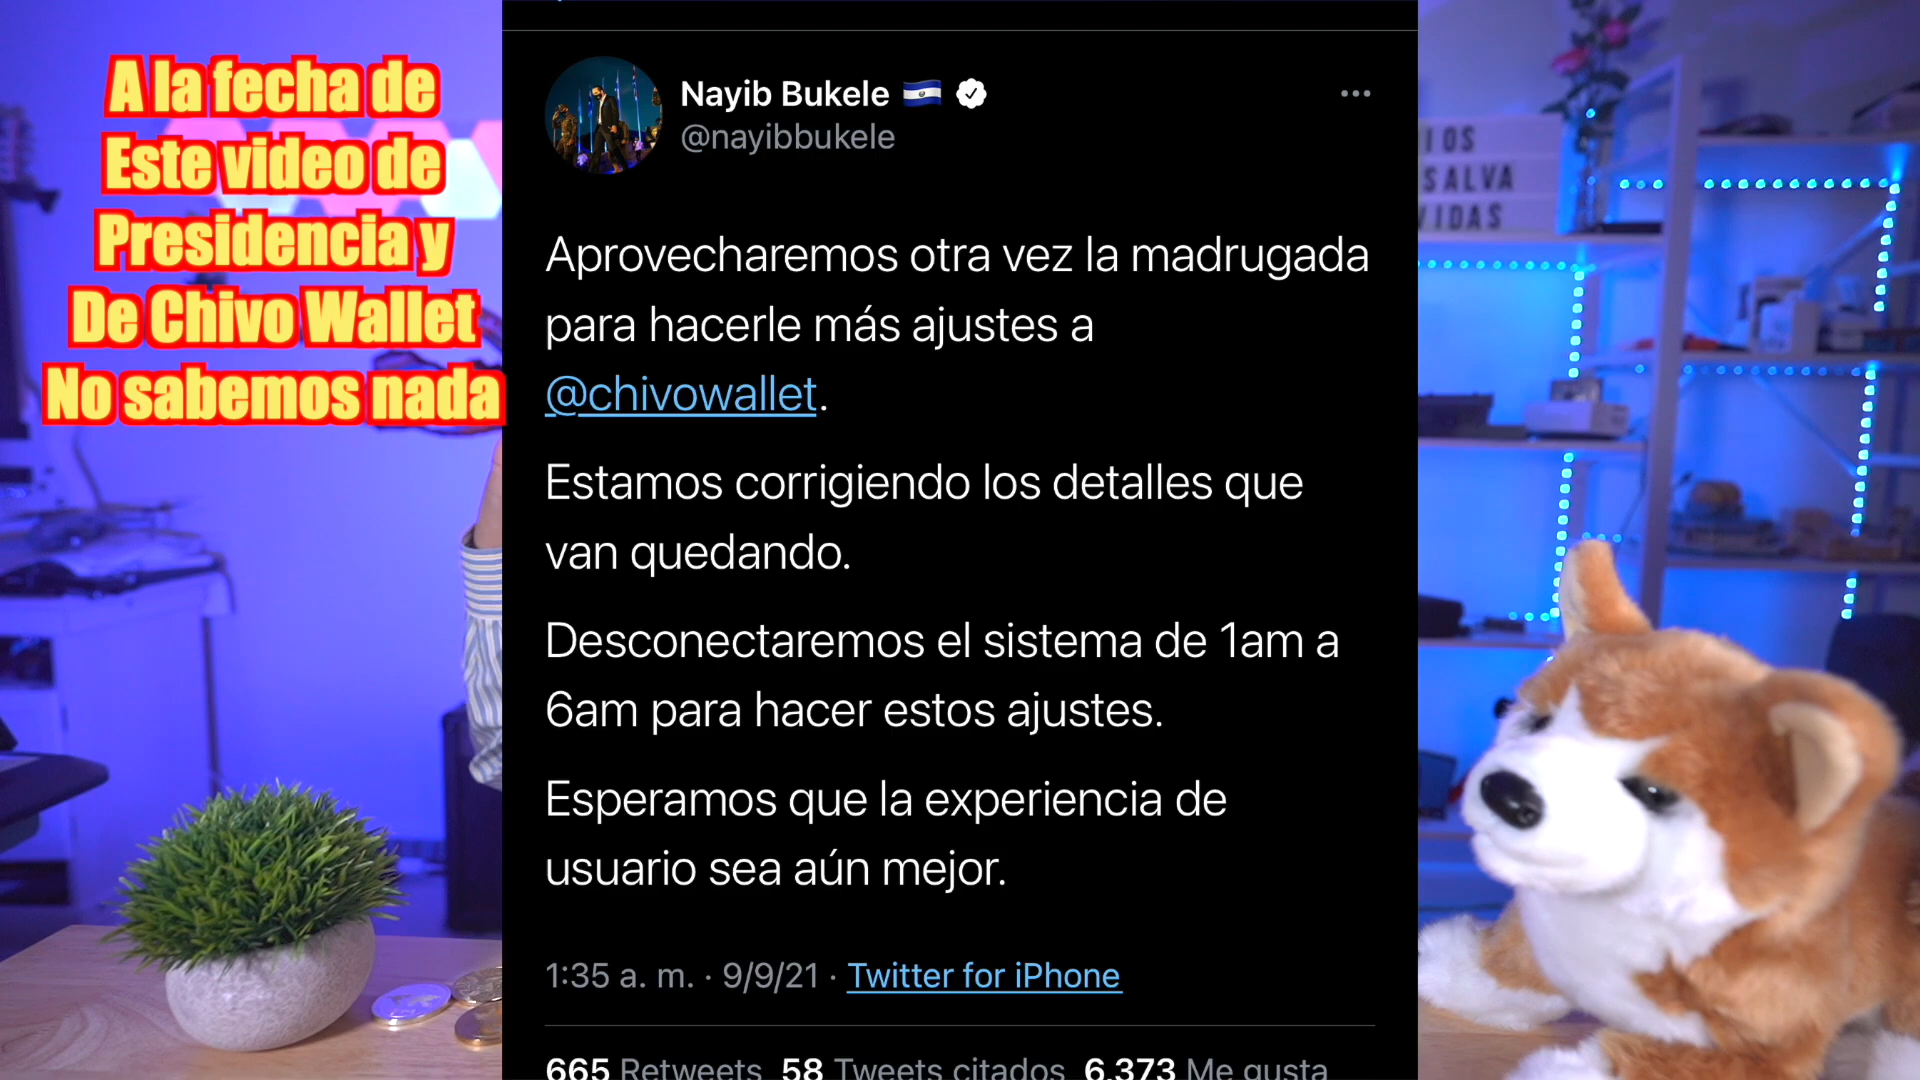 A la fecha de
Este video de
Presidencia y
De Chivo Wallet
No sabemos nada
Nayib Bukele
@nayibbukele
Aprovecharemos otra vez la madrugada
para hacerle más ajustes a
@chivowallet.
Estamos corrigiendo los detalles que
van quedando.
Desconectaremos el sistema de 1am a
6am para hacer estos ajustes.
Esperamos que la experiencia de
usuario sea aún mejor.
1:35 a. m. · 9/9/21 · Twitter for iPhone
665 Retweets 58 Tweets citados 6.373 Me gusta
IOS
SALVA
VIDAS